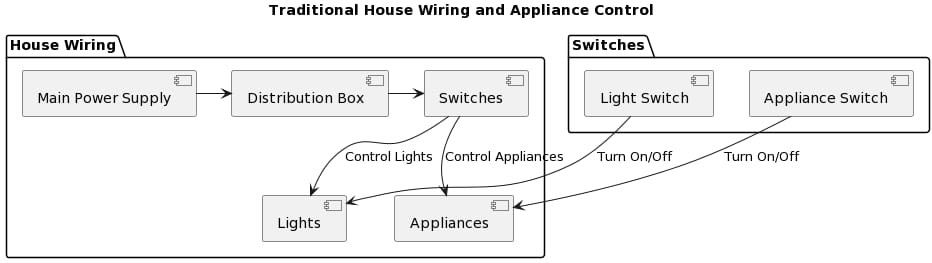 Traditional House Wiring and Appliance Control
House Wiring
Switches
Main Power Supply
Distribution Box
Switches
Light Switch
Appliance Switch
Control Lights
Control Appliances
Turn On/Off
Turn On/Off
Lights
Appliances